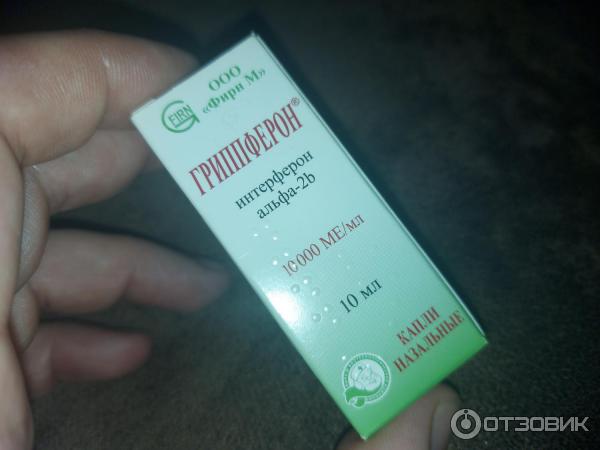 FIRN
ООО
«Фирн М»
ГРИППФЕРОН®
интерферон
альфа-2b
10 000 МЕ/мл
10 мл
КАПЛИ
НАЗАЛЬНЫЕ
ОТЗОВИК